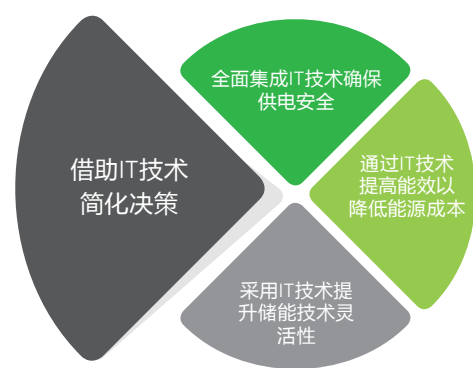 借助IT技术
简化决策
全面集成IT技术确保
供电安全
通过IT技术
提高能效以
降低能源成本
采用IT技术提
升储能技术灵
活性